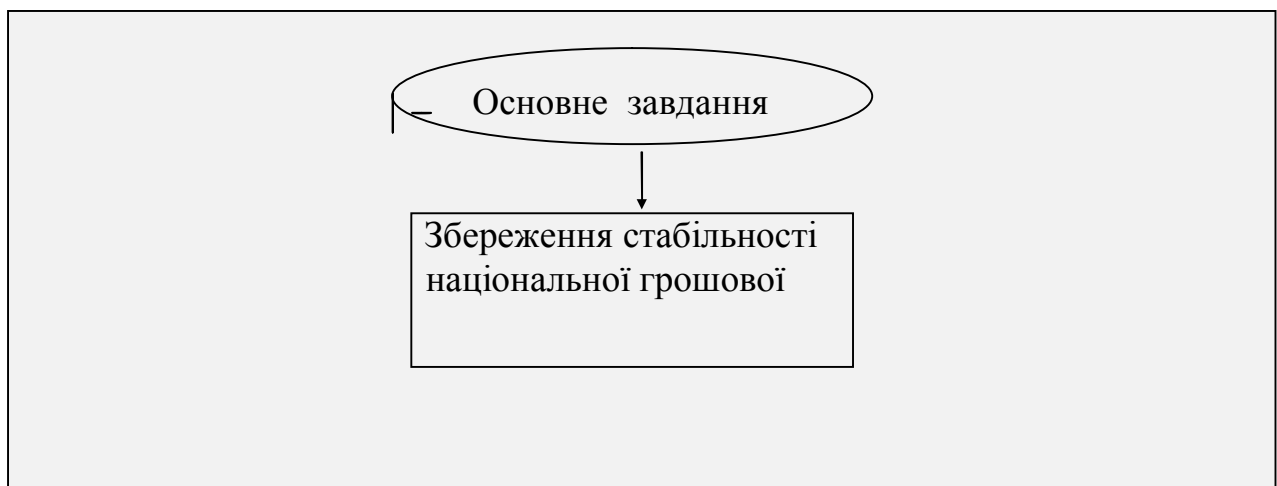 Основне завдання
Збереження стабільності
національної грошової